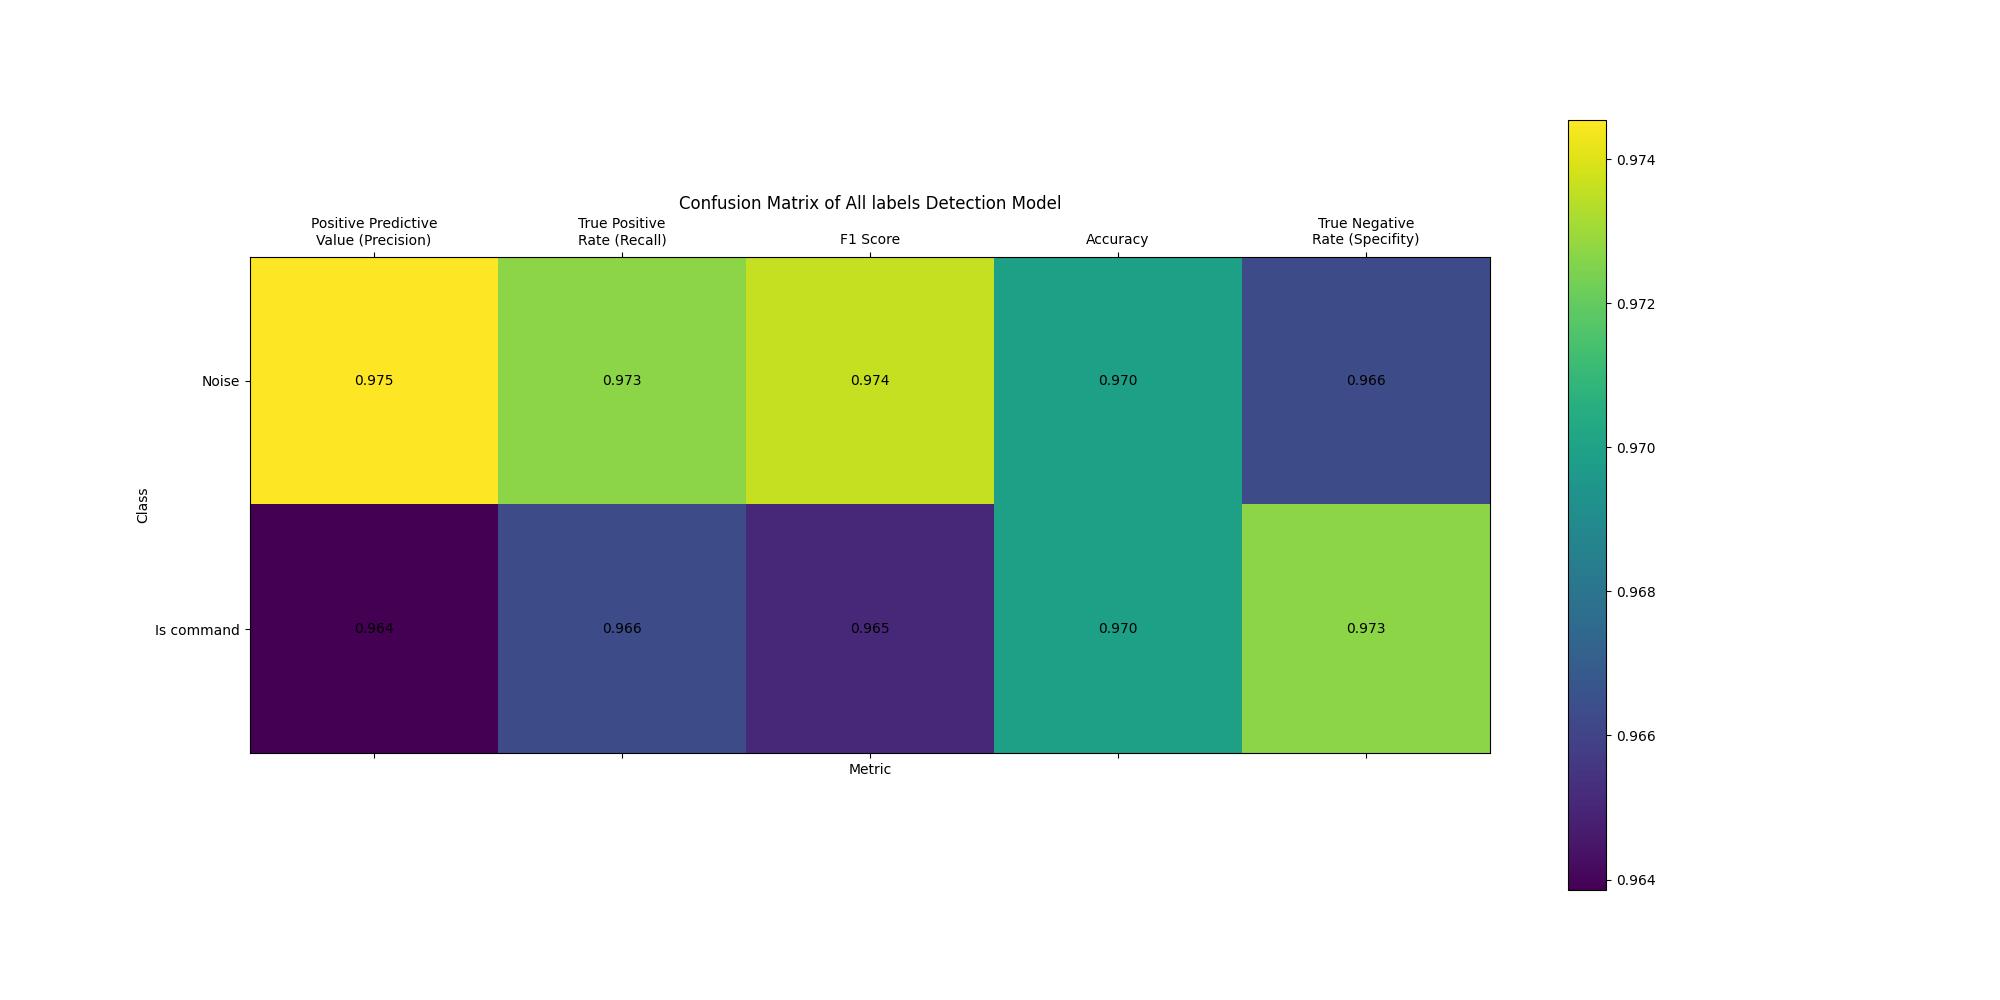 Confusion Matrix of All labels Detection Model
Positive Predictive
Value (Precision)
True Positive
Rate (Recall)
F1 Score
Accuracy
True Negative
Rate (Specifity)
Class
Noise
0.975
0.973
0.974
0.970
0.966
Is command
0.964
0.966
0.965
0.970
0.973
Metric
0.974
0.972
0.970
0.968
0.966
0.964